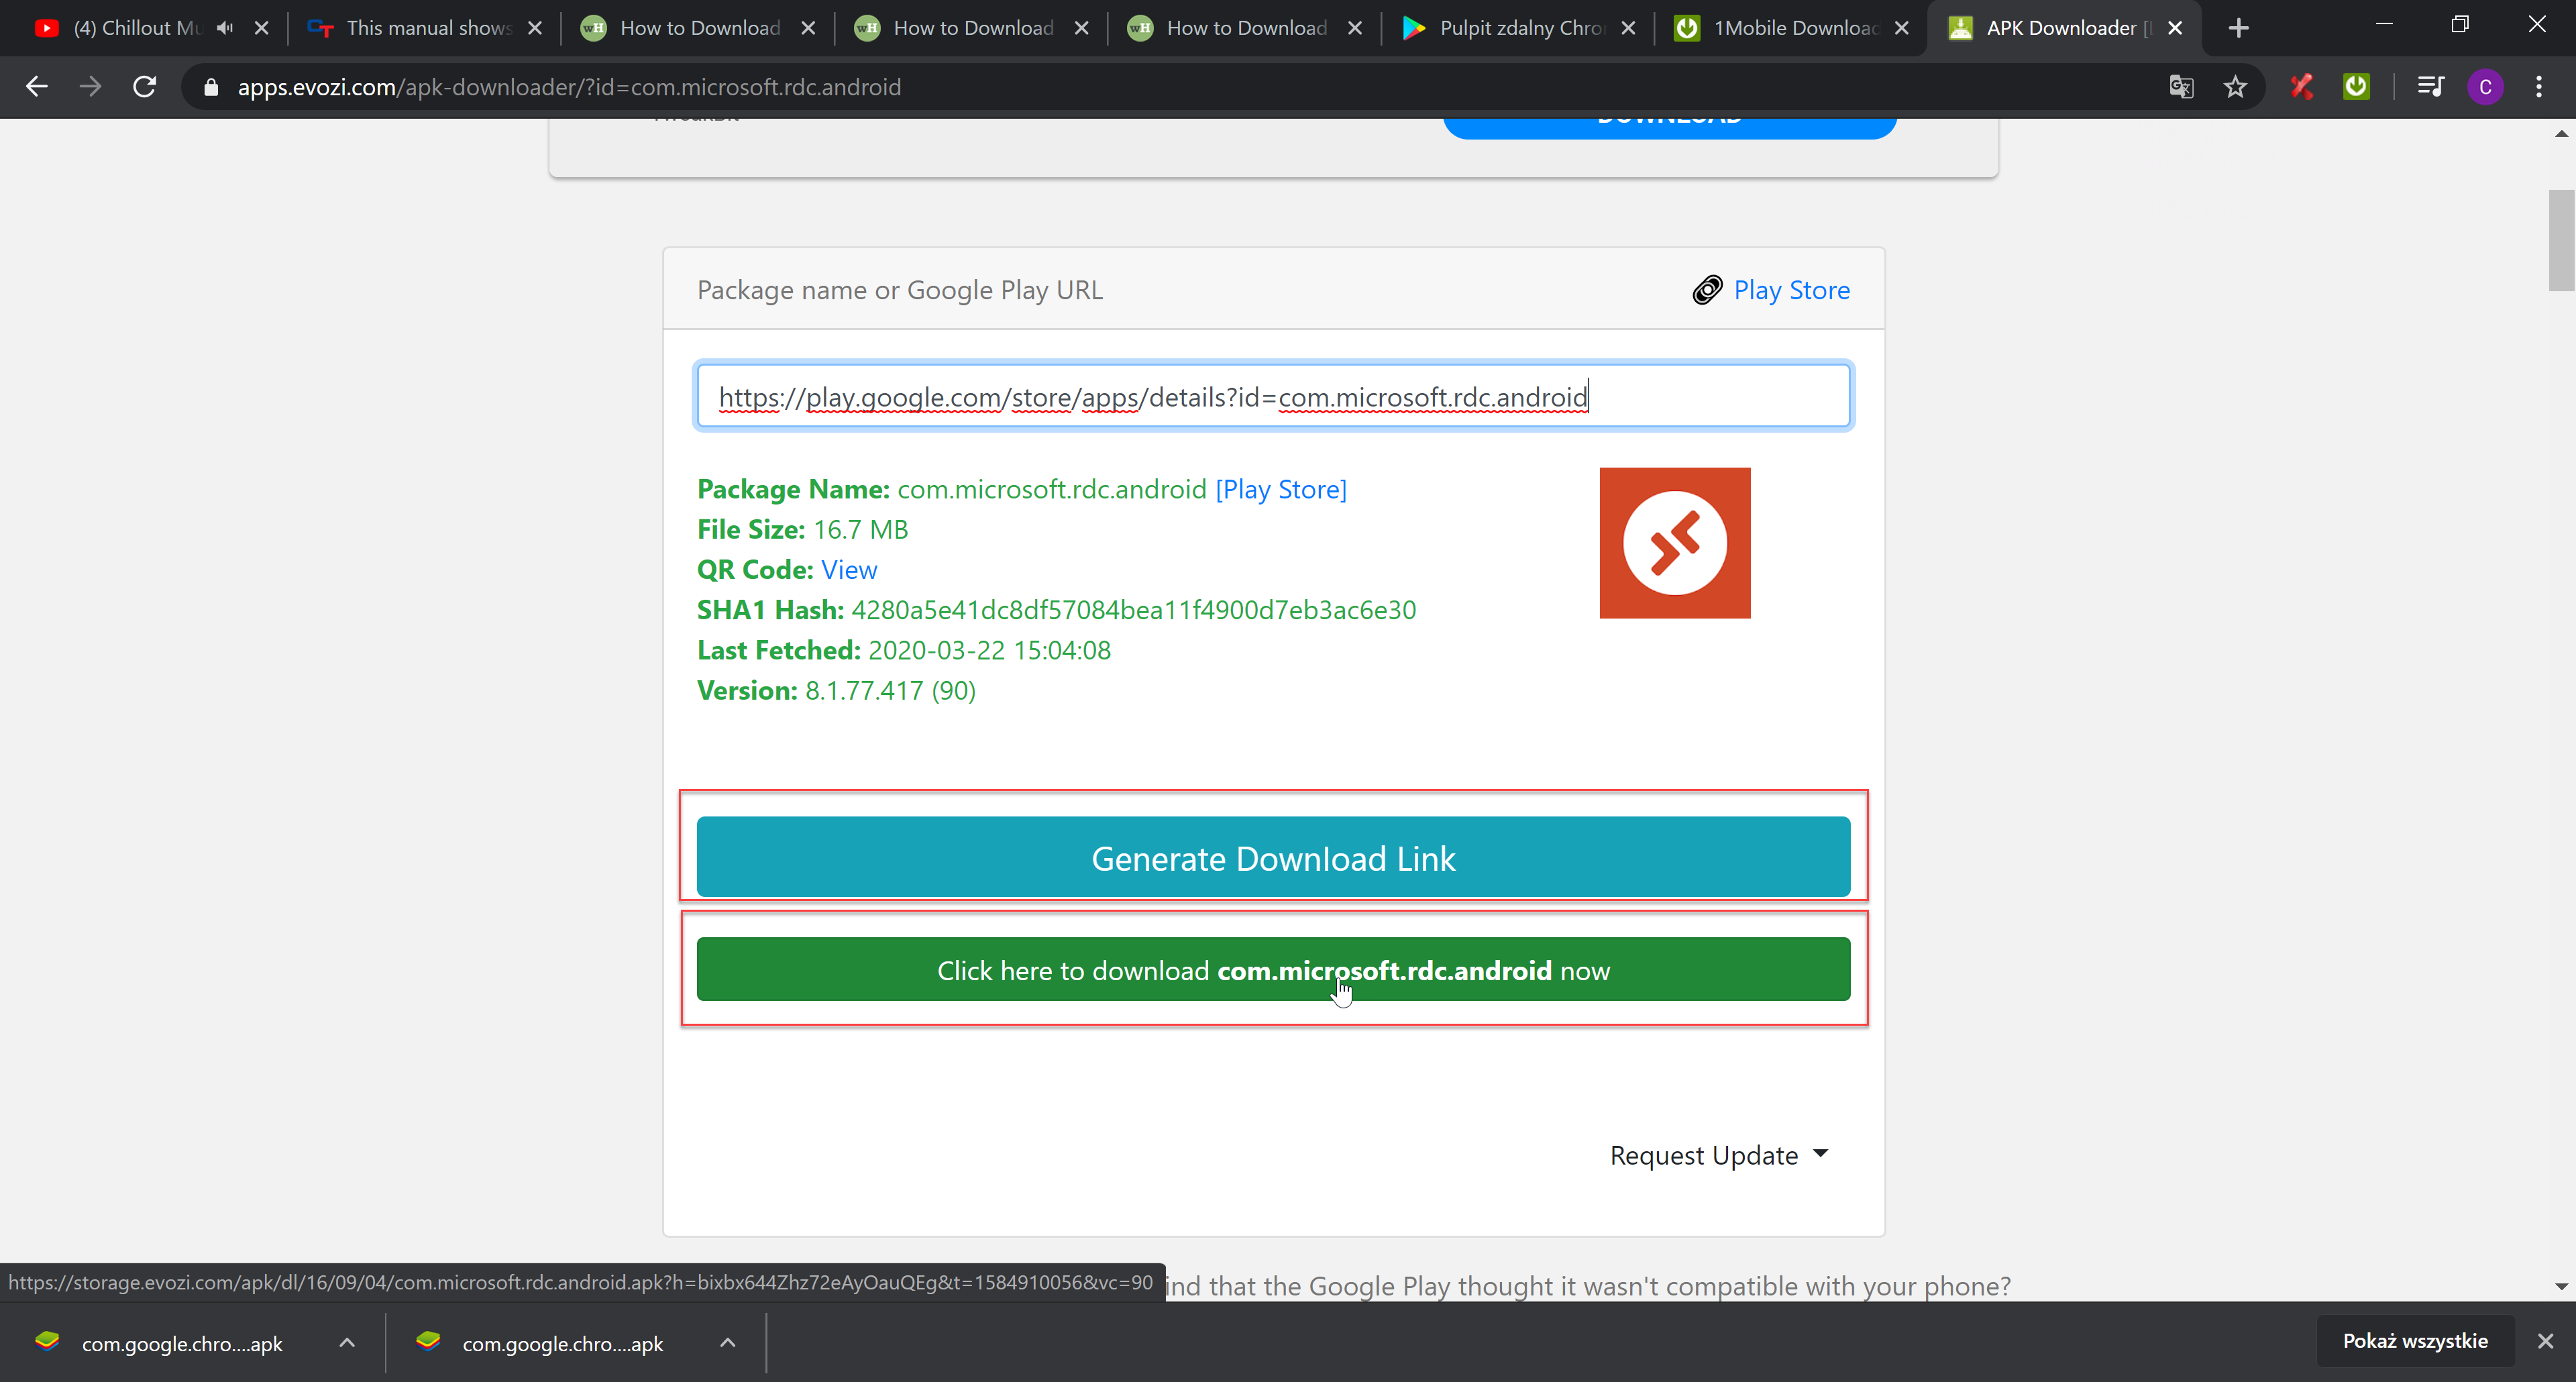 (4) Chillout Mu
This manual shows
How to Download
How to Download
How to Download
Pulpit zdalny Chro
1Mobile Download
APK Downloader [
apps.evozi.com/apk-downloader/?id=com.microsoft.rdc.android
C
DOWNLOAD
Package name or Google Play URL
Play Store
https://play.google.com/store/apps/details?id=com.microsoft.rdc.android
Package Name: com.microsoft.rdc.android [Play Store]
File Size: 16.7 MB
QR Code: View
SHA1 Hash: 4280a5e41dc8df57084bea11f4900d7eb3ac6e30
Last Fetched: 2020-03-22 15:04:08
Version: 8.1.77.417 (90)
Generate Download Link
Click here to download com.microsoft.rdc.android now
Request Update
https://storage.evozi.com/apk/dl/16/09/04/com.microsoft.rdc.android.apk?h=bixbx644Zhz72eAyOauQEg&t=1584910056&vc=90
ind that the Google Play thought it wasn't compatible with your phone?
com.google.chro....apk
com.google.chro....apk
Pokaż wszystkie